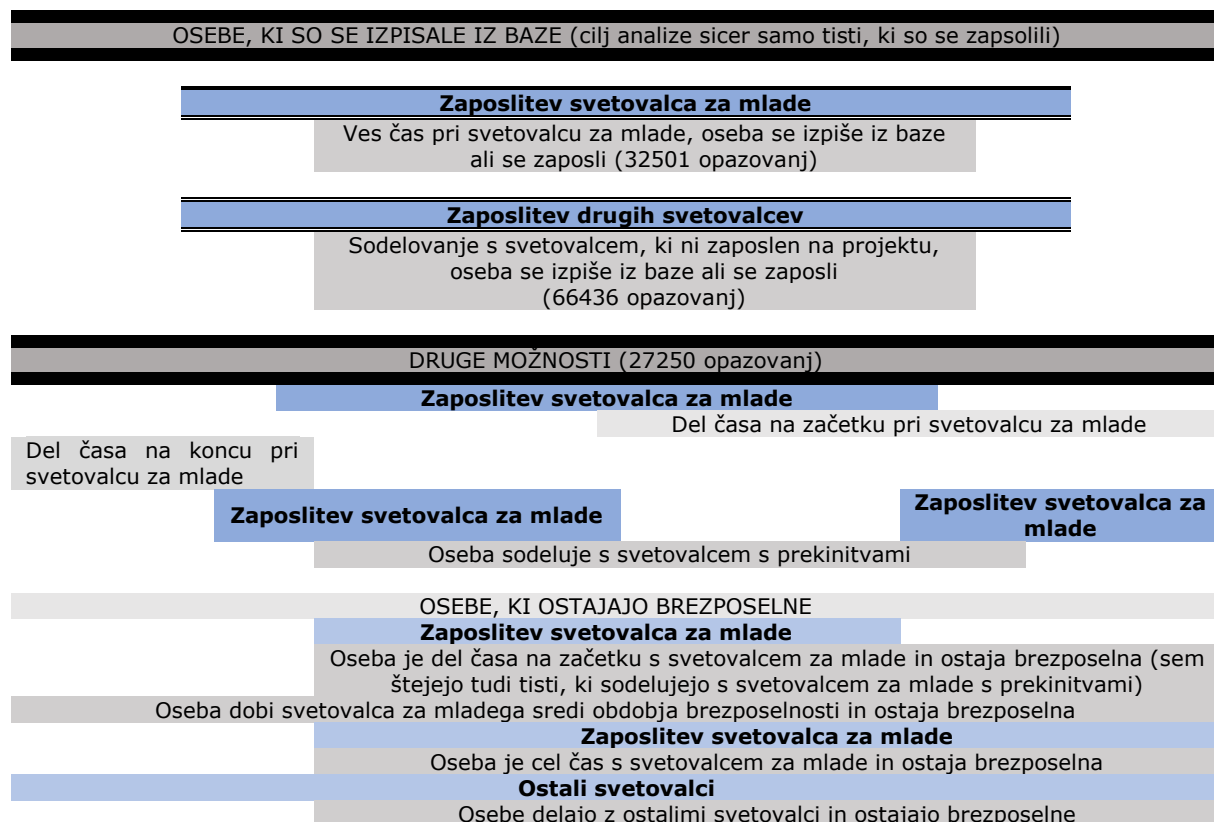 OSEBE, KI SO SE IZPISALE IZ BAZE (cilj analize sicer samo tisti, ki so se zapsolili)
Zaposlitev svetovalca za mlade
Ves čas pri svetovalcu za mlade, oseba se izpiše iz baze
ali se zaposli (32501 opazovanj)
Zaposlitev drugih svetovalcev
Sodelovanje s svetovalcem, ki ni zaposlen na projektu,
oseba se izpiše iz baze ali se zaposli
(66436 opazovanj)
DRUGE MOŽNOSTI (27250 opazovanj)
Zaposlitev svetovalca za mlade
Del časa na začetku pri svetovalcu za mlade
Del časa na koncu pri
svetovalcu za mlade
Zaposlitev svetovalca za mlade
Zaposlitev svetovalca za
mlade
Oseba sodeluje s svetovalcem s prekinitvami
OSEBE, KI OSTAJAJO BREZPOSELNE
Zaposlitev svetovalca za mlade
Oseba je del časa na začetku s svetovalcem za mlade in ostaja brezposelna (sem
štejejo tudi tisti, ki sodelujejo s svetovalcem za mlade s prekinitvami)
Oseba dobi svetovalca za mladega sredi obdobja brezposelnosti in ostaja brezposelna
Zaposlitev svetovalca za mlade
Oseba je cel čas s svetovalcem za mlade in ostaja brezposelna
Ostali svetovalci
Osebe delajo z ostalimi svetovalci in ostajajo brezposelne